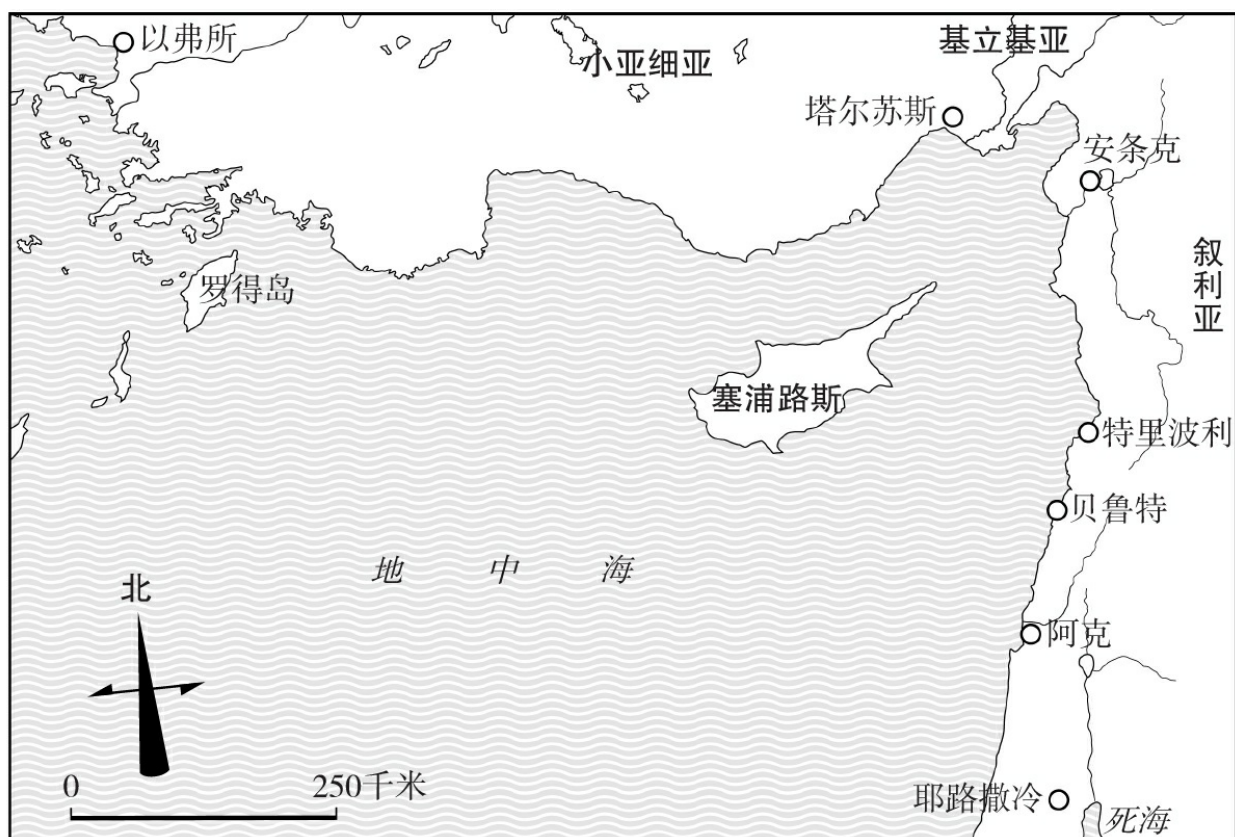 以弗所
小亚细亚
基立基亚
塔尔苏斯
安条克
叙利亚
罗得岛
塞浦路斯
特里波利
贝鲁特
地中海
北
阿克
0
250千米
耶路撒冷
死海